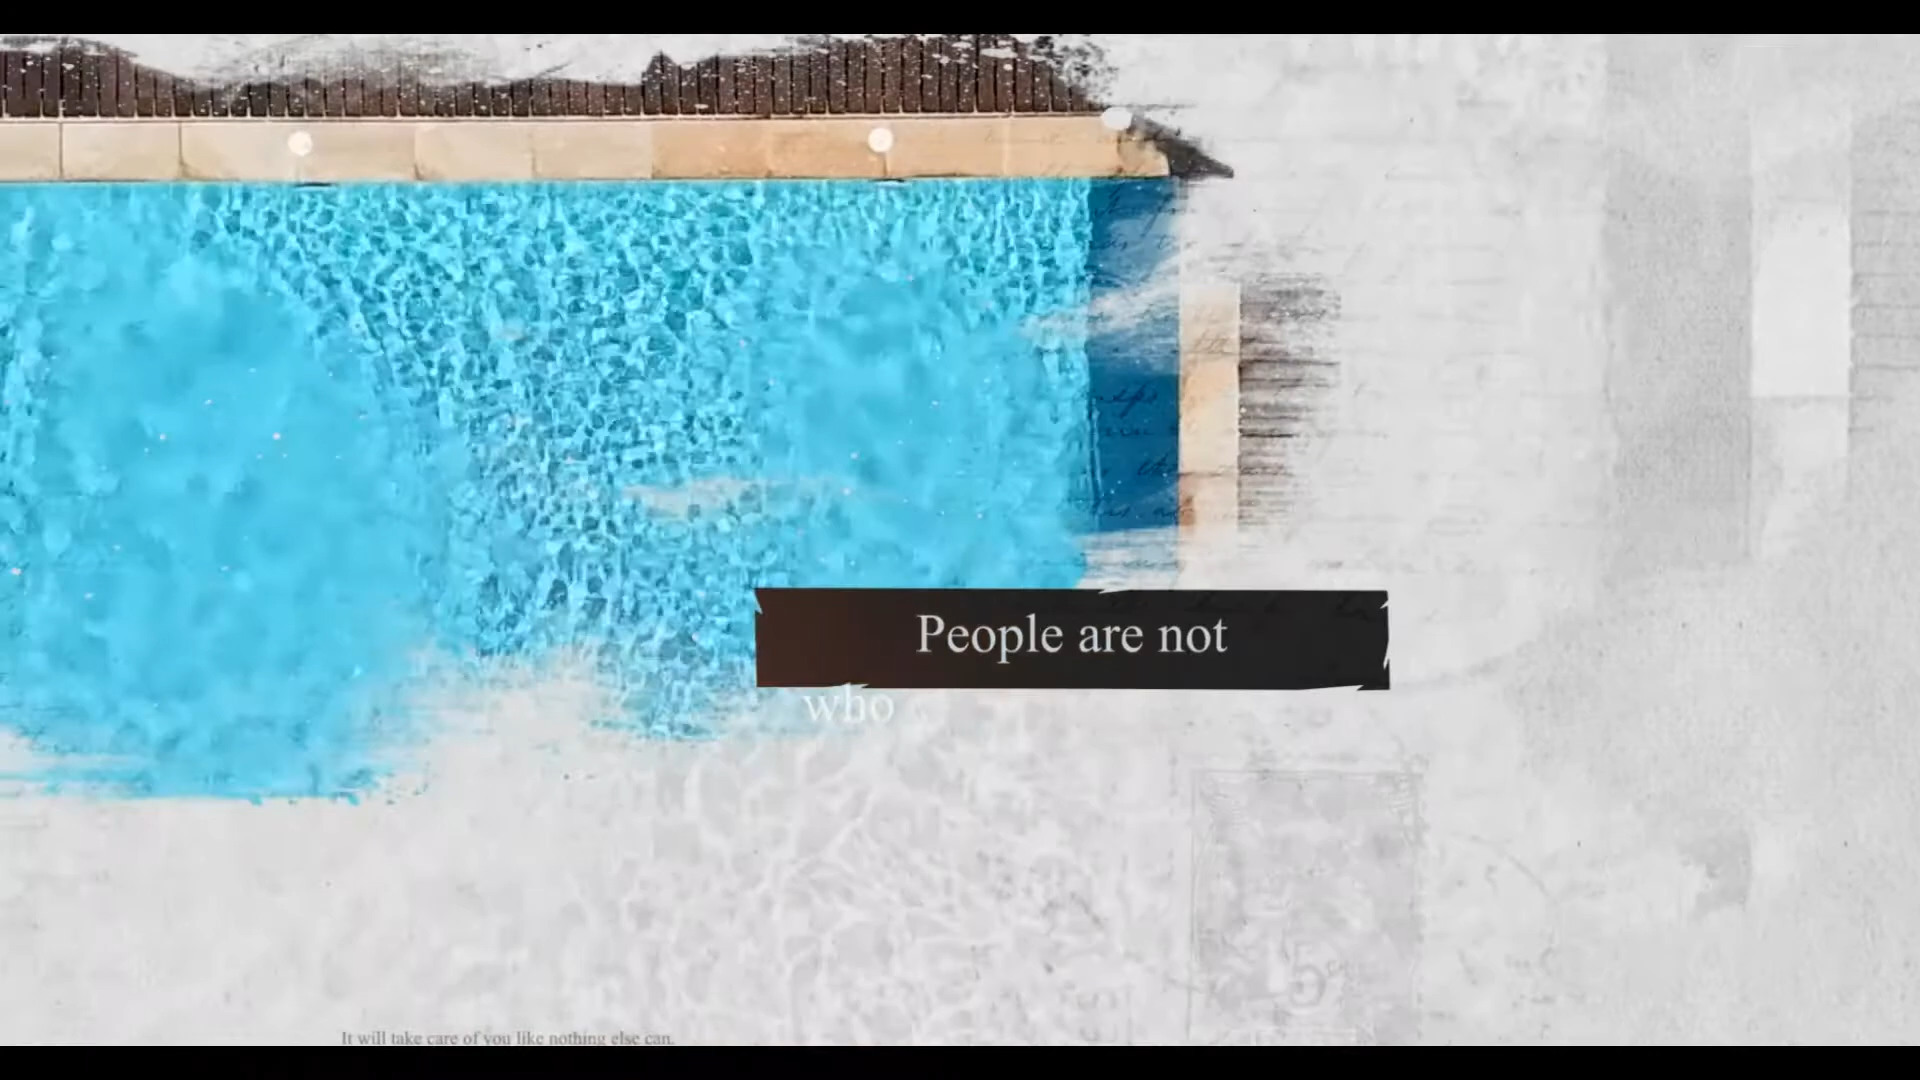 People are not
who
It will take care of you like nothing else can.